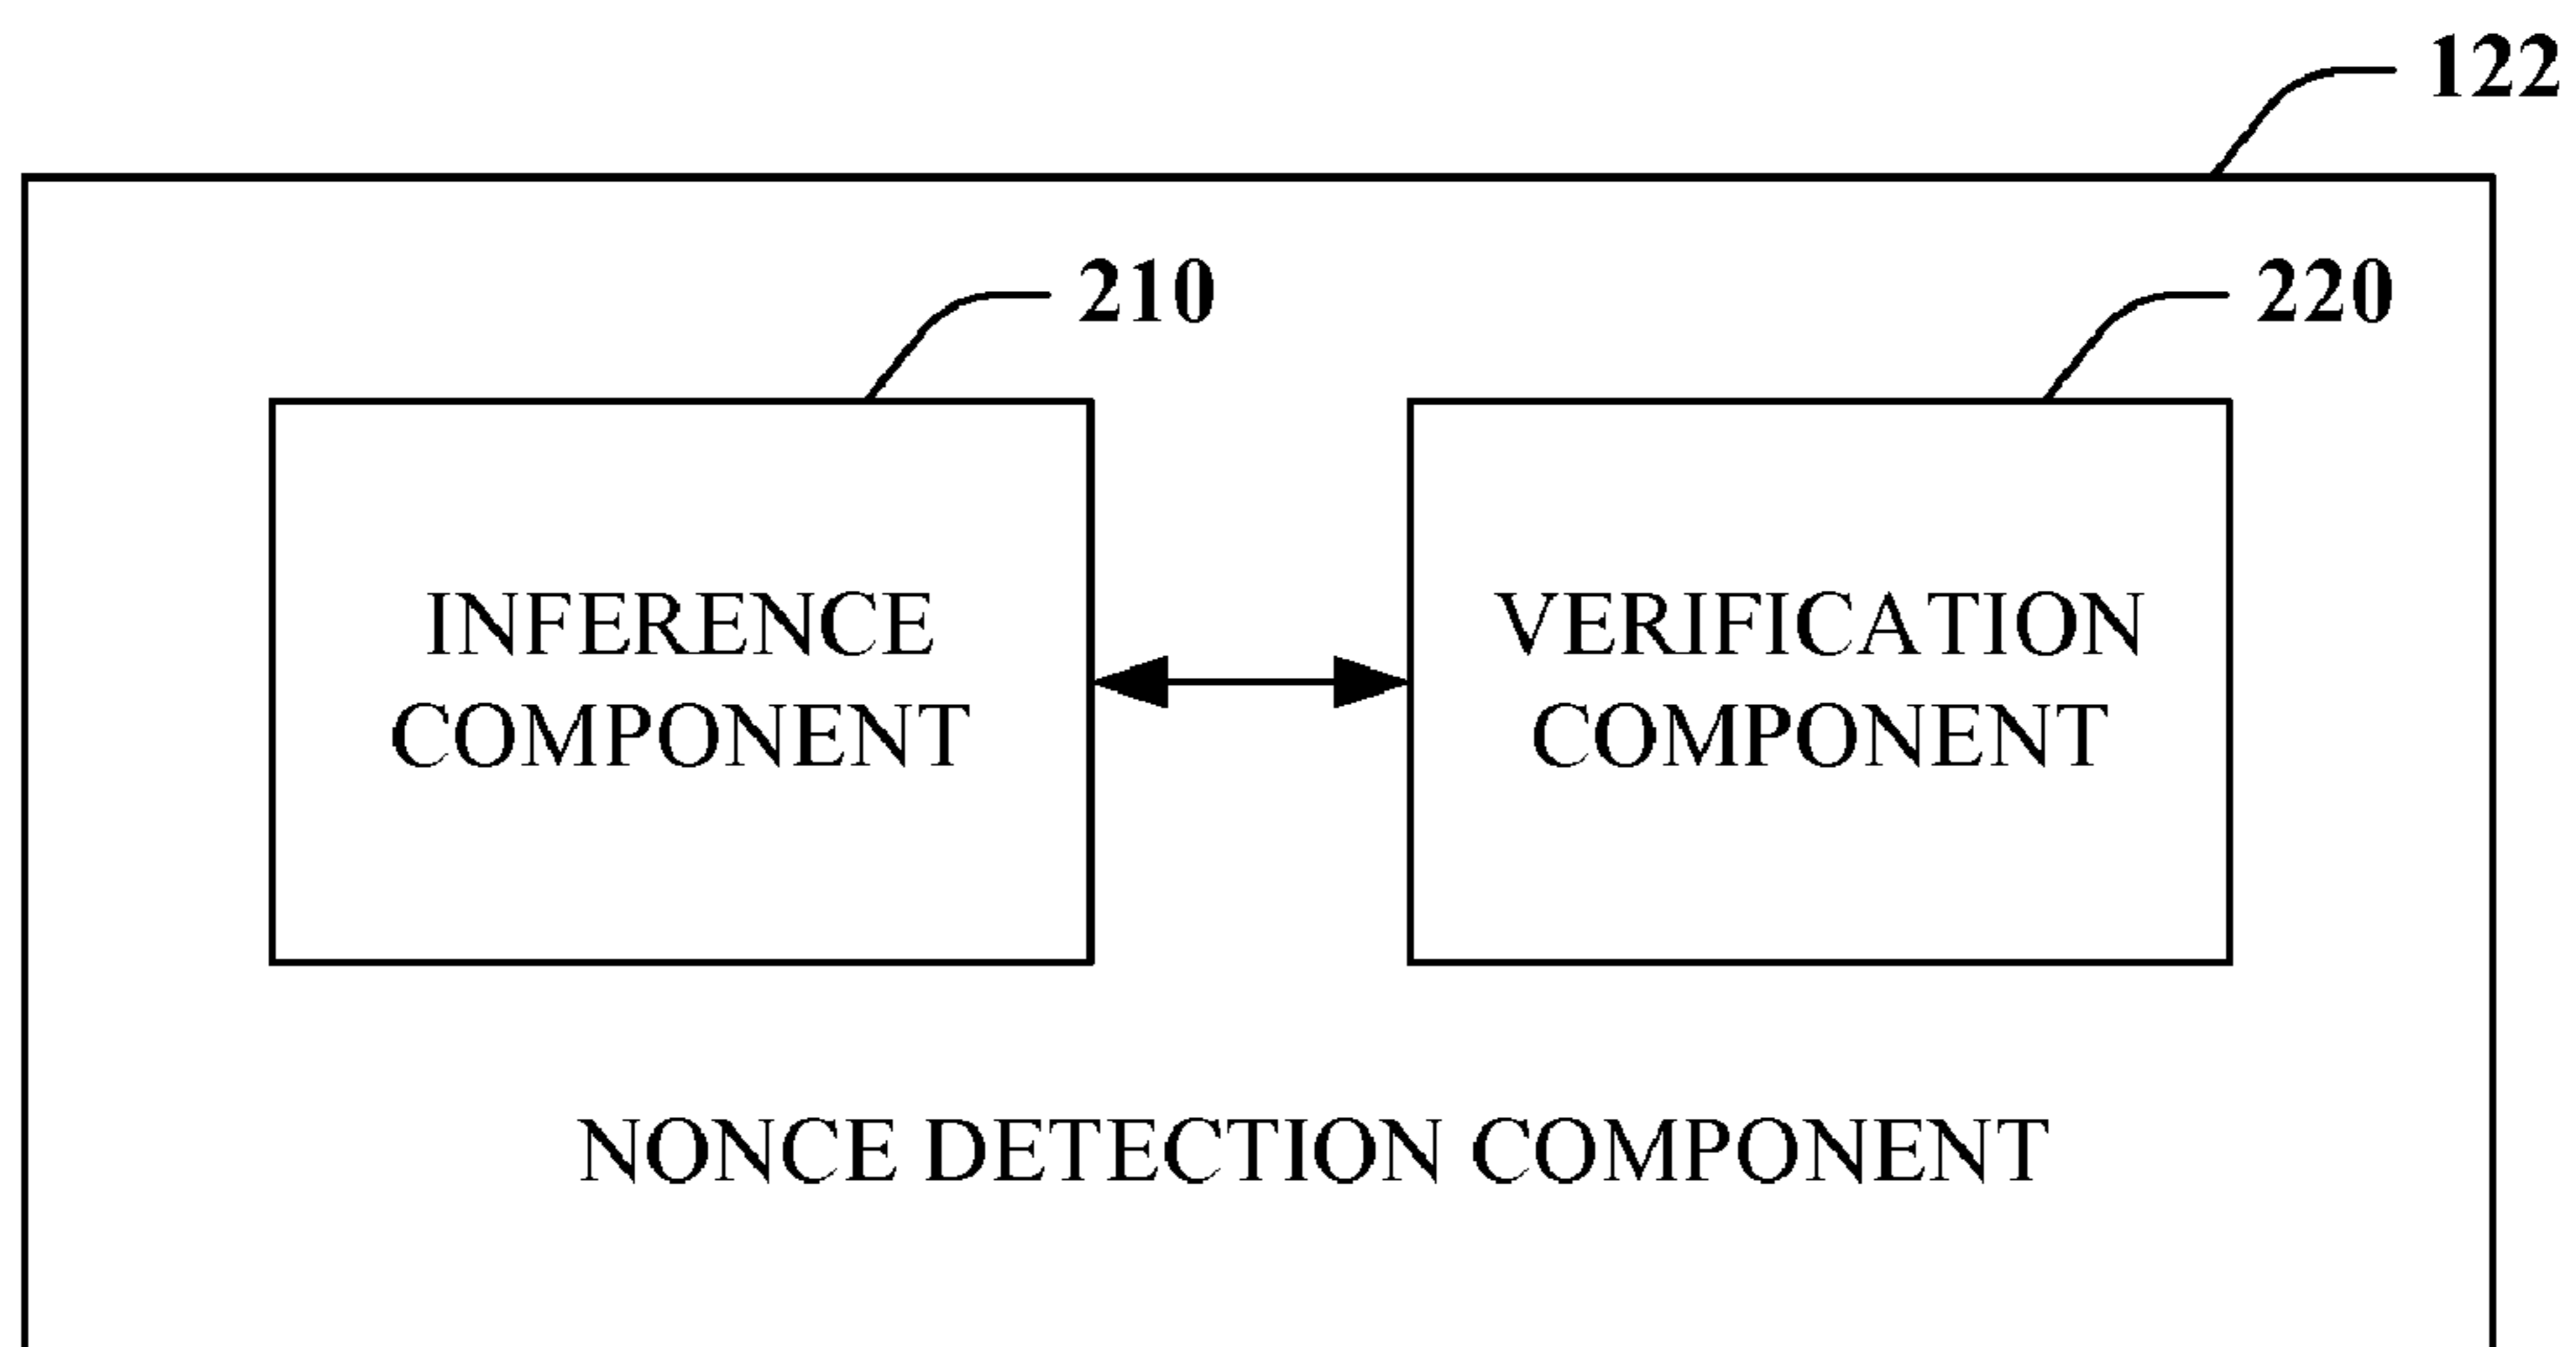 122
210
220
INFERENCE
COMPONENT
VERIFICATION
COMPONENT
NONCE DETECTION COMPONENT